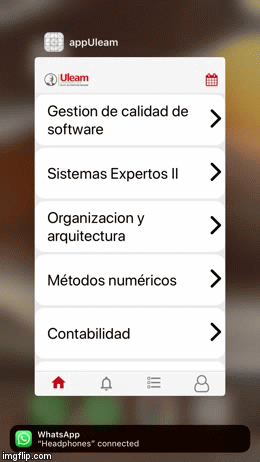 appUleam
Uleam
Gestion de calidad de
software
Sistemas Expertos II
Organizacion y
arquitectura
Métodos numéricos
Contabilidad
WhatsApp
"Headphones" connected
imgflip.com